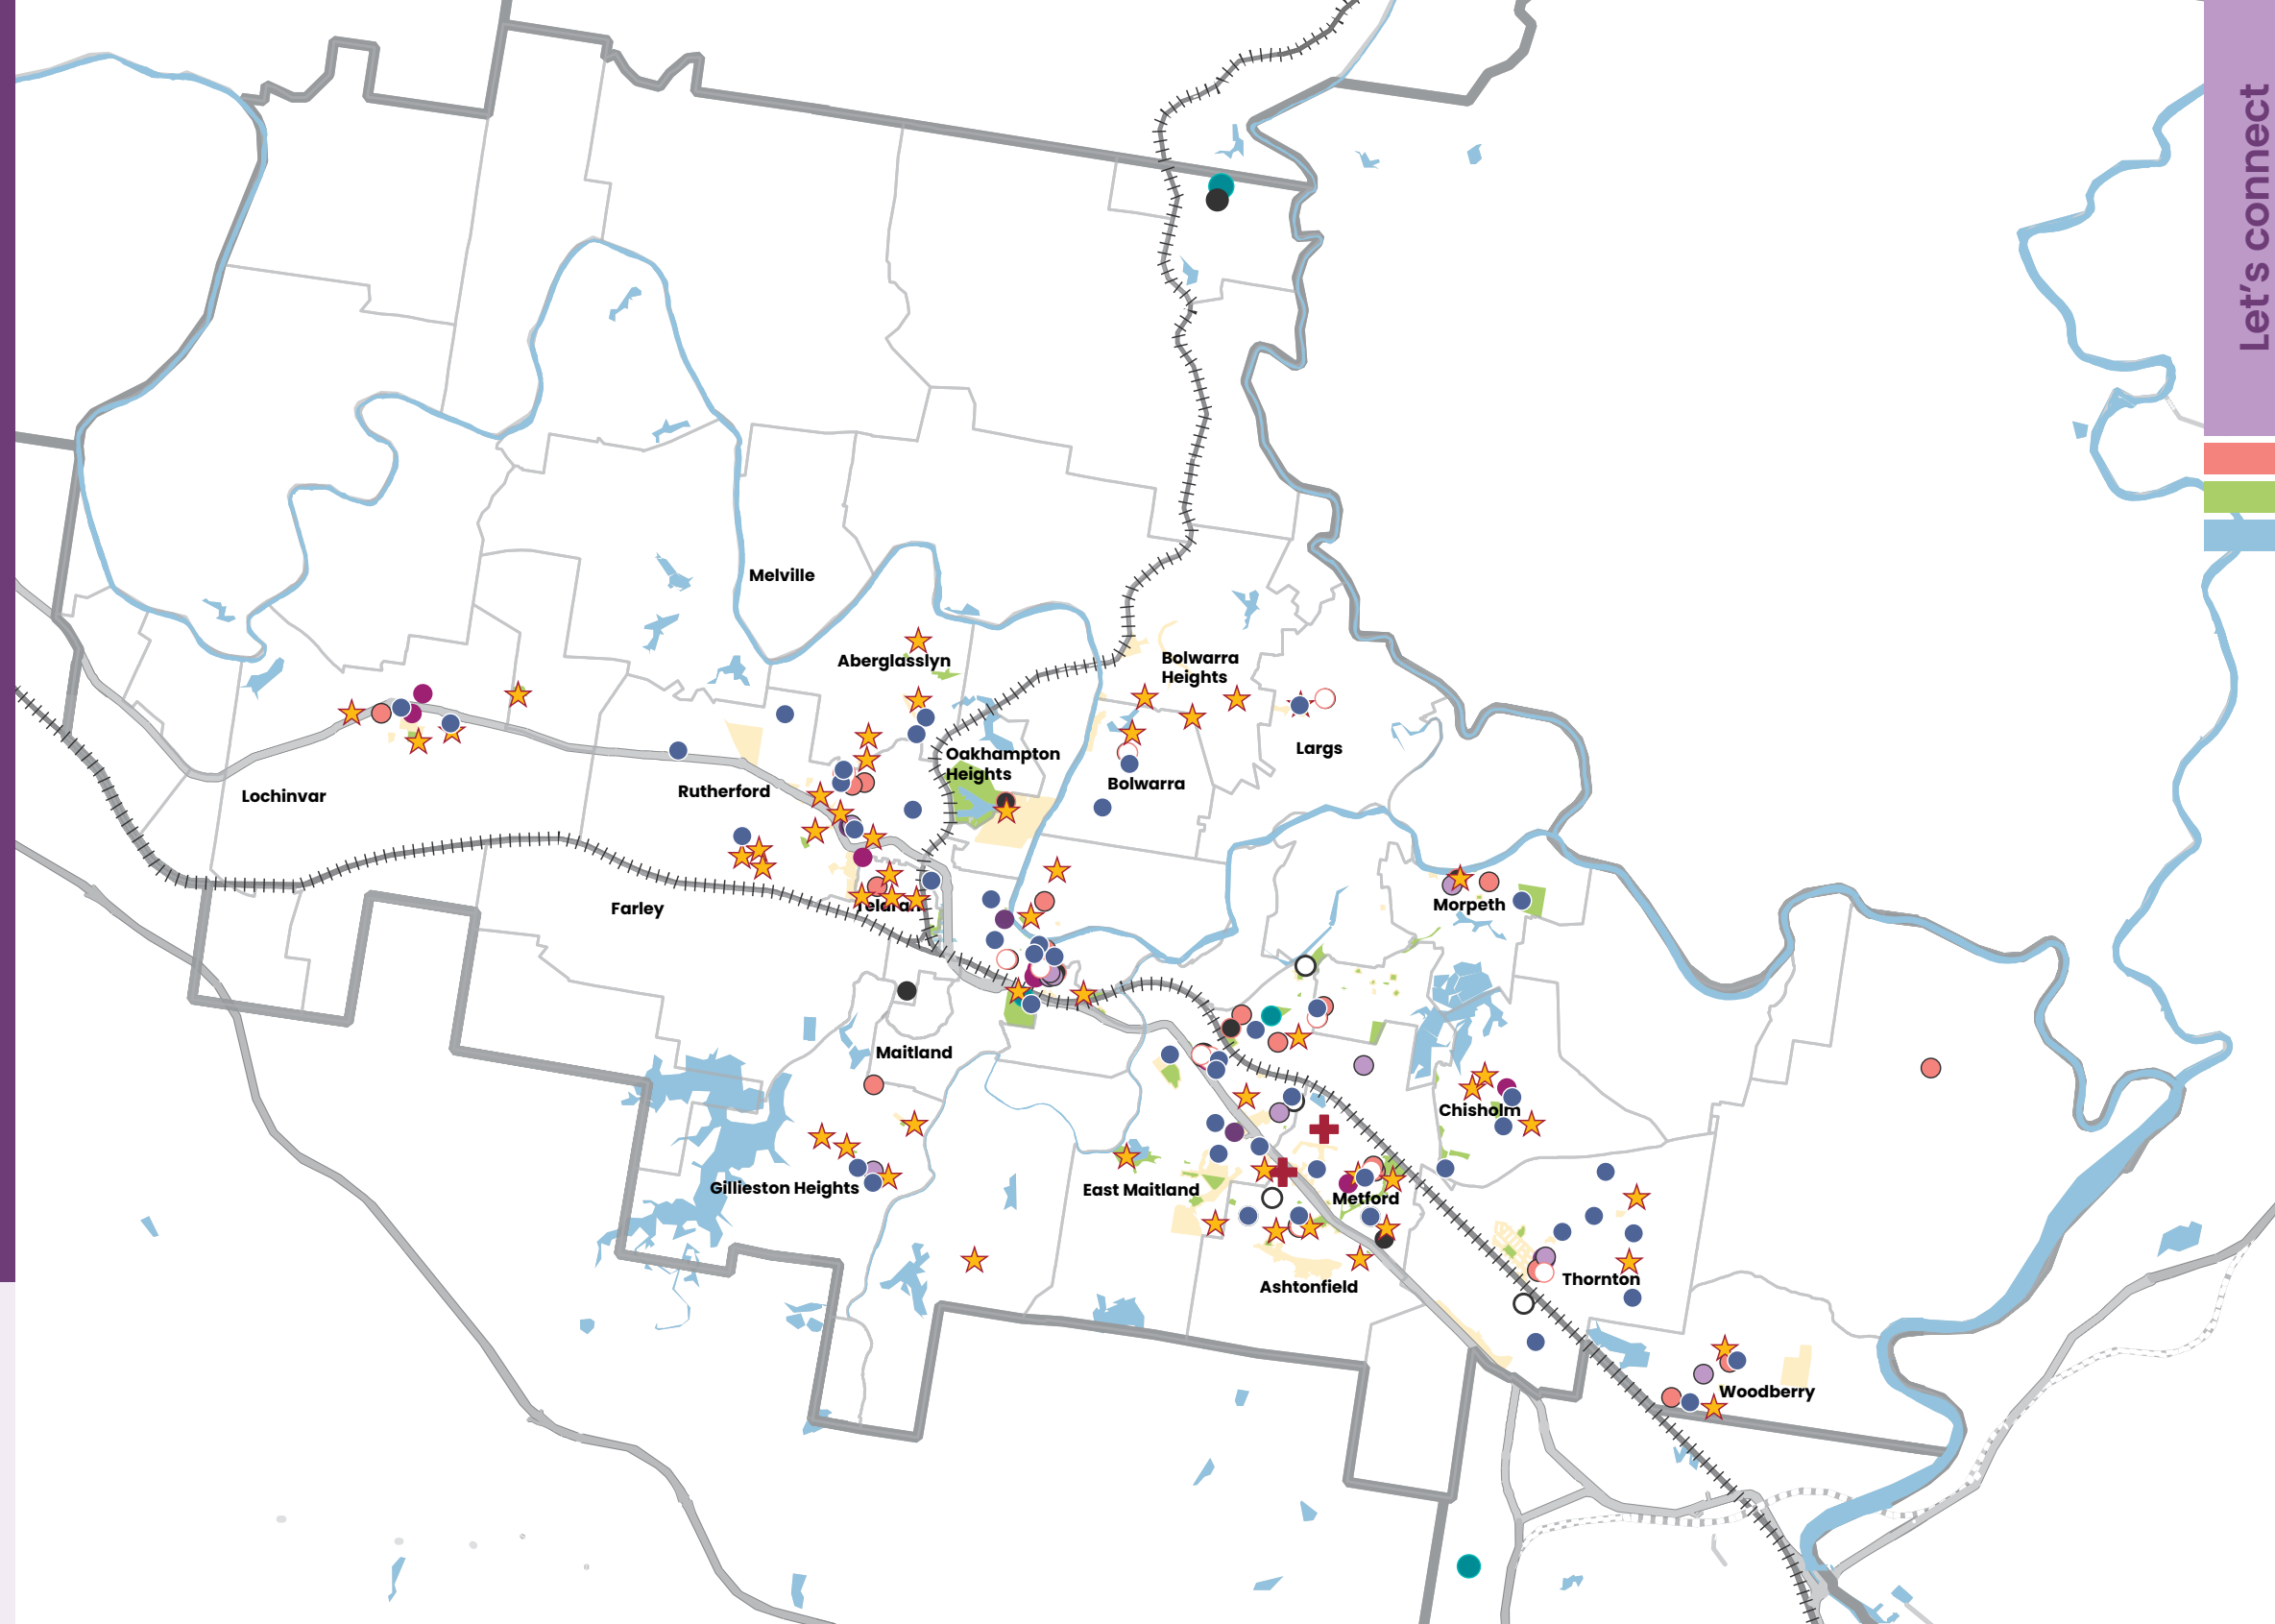 Let's connect
Melville
Aberglasslyn
Bolwarra
Heights
Oakhampton
Heights
Largs
Bolwarra
Rutherford
Lochinvar
Farley
Telarah
Morpeth
Maitland
Chisholm
Gillieston Heights
East Maitland
Metford
Ashtonfield
Thornton
Woodberry